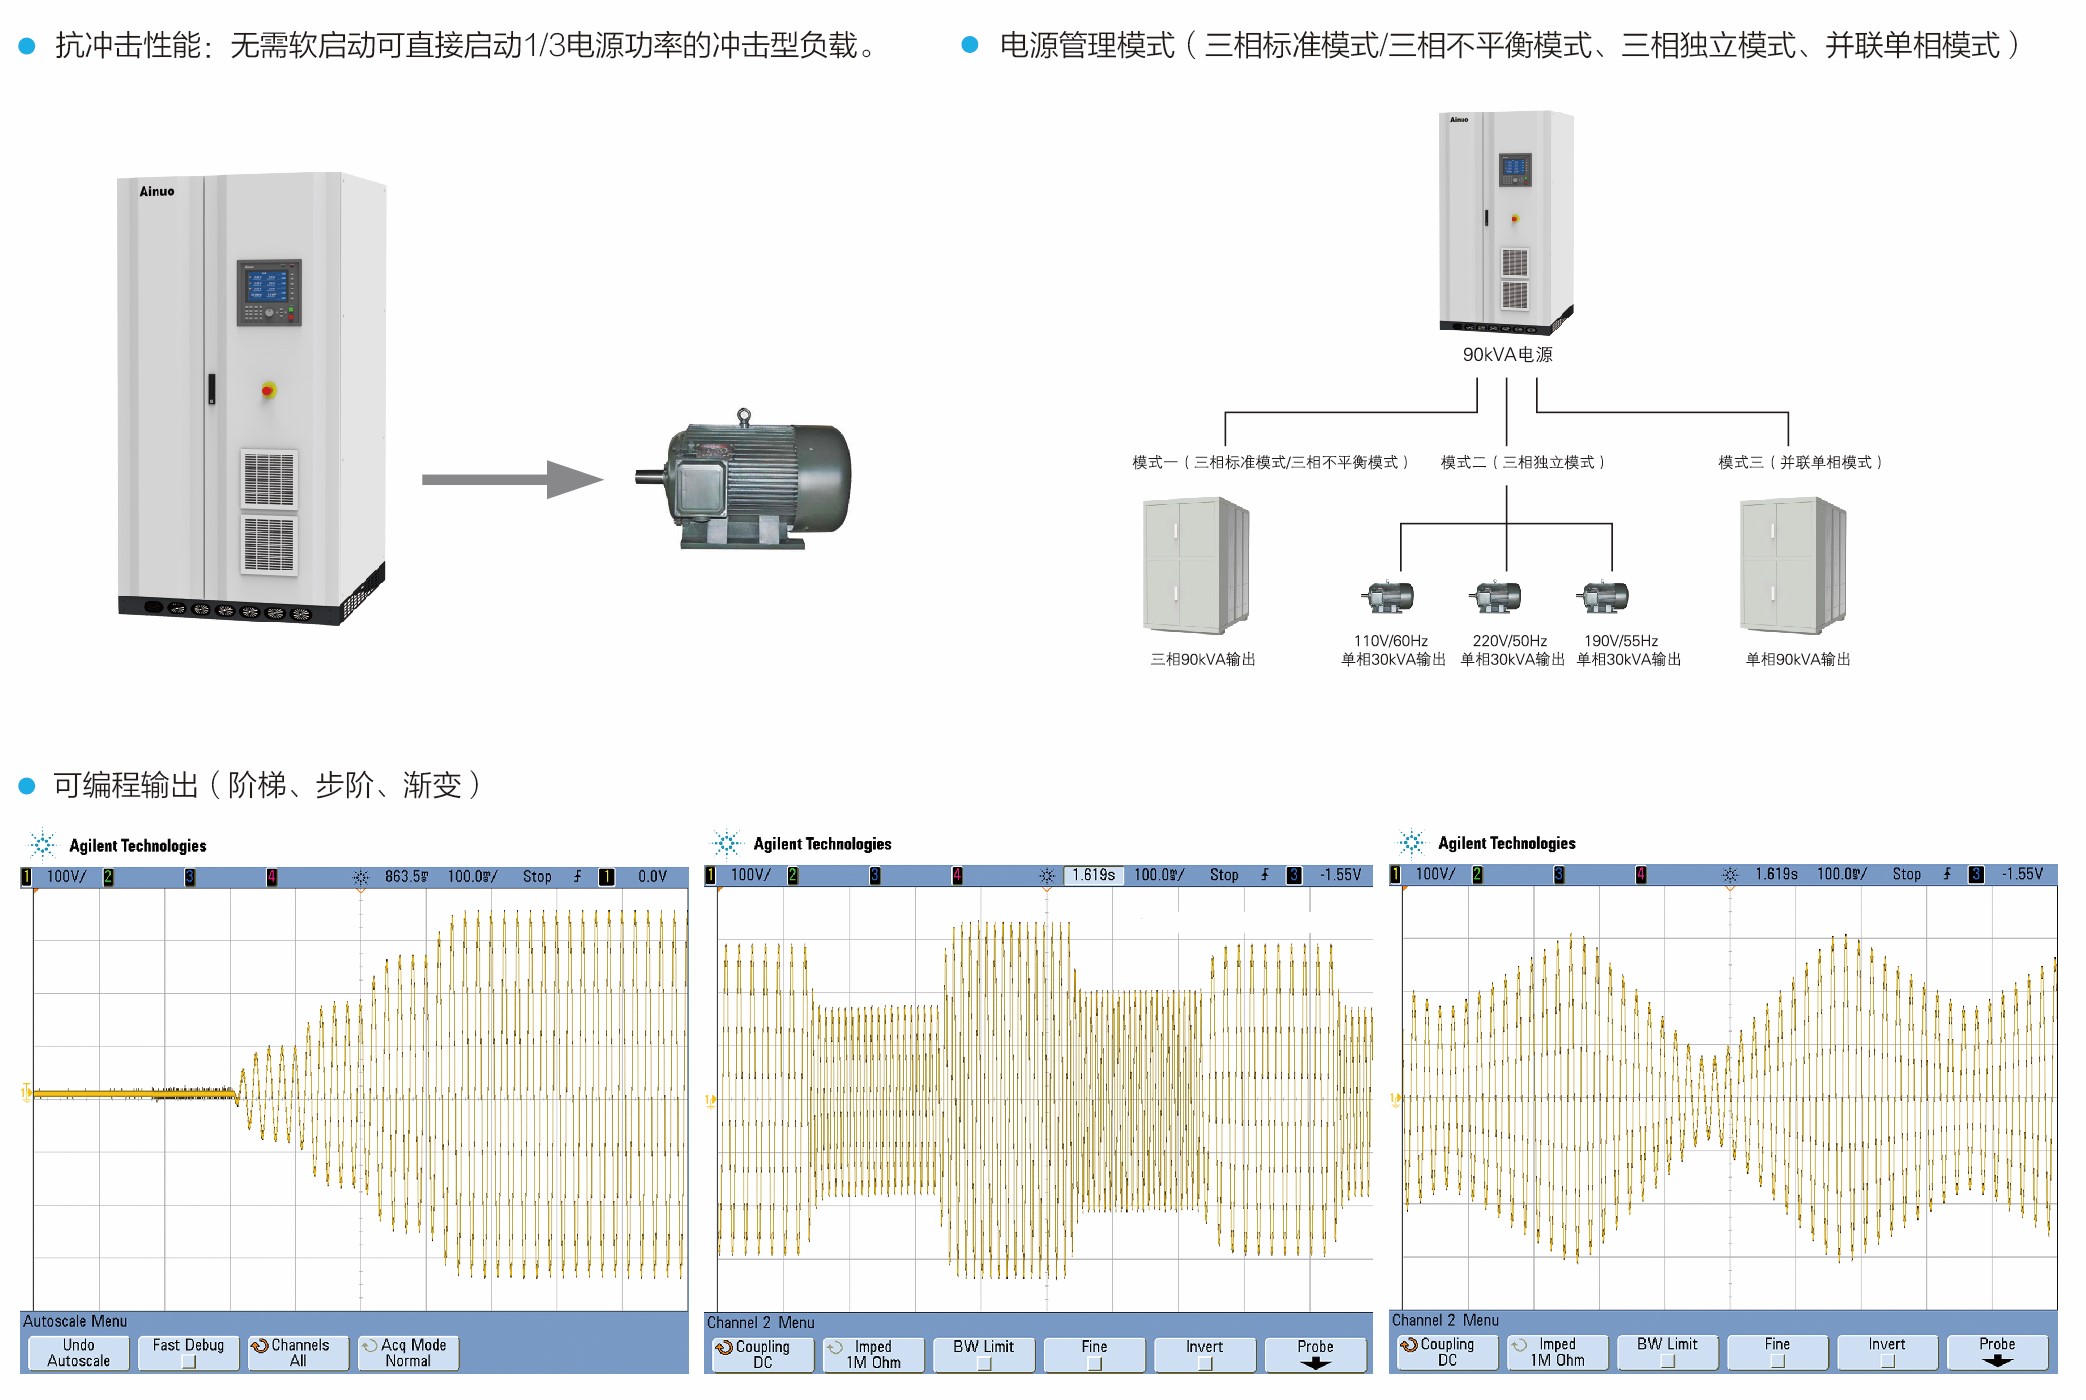 抗冲击性能：无需软启动可直接启动1/3电源功率的冲击型负载。
电源管理模式（三相标准模式/三相不平衡模式、三相独立模式、并联单相模式）
Ainuo
Ainuo
90kVA电源
模式一（三相标准模式/三相不平衡模式）
模式二（三相独立模式）
模式三（并联单相模式）
三相90kVA输出
110V/60Hz
单相30kVA输出
220V/50Hz
单相30kVA输出
190V/55Hz
单相30kVA输出
单相90kVA输出
可编程输出（阶梯、步阶、渐变）
Agilent Technologies
1 100V/ 2 3 4 863.5ms 100.0ms/ Stop 1 0.0V
Autoscale Menu
Undo Autoscale
Fast Debug
Channels All
Acq Mode Normal
Agilent Technologies
1 100V/ 2 3 4 1.619s 100.0ms/ Stop 3 -1.55V
Channel 2 Menu
Coupling DC
Imped 1M Ohm
BW Limit
Fine
Invert
Probe
Agilent Technologies
1 100V/ 2 3 4 1.619s 100.0ms/ Stop 3 -1.55V
Channel 2 Menu
Coupling DC
Imped 1M Ohm
BW Limit
Fine
Invert
Probe